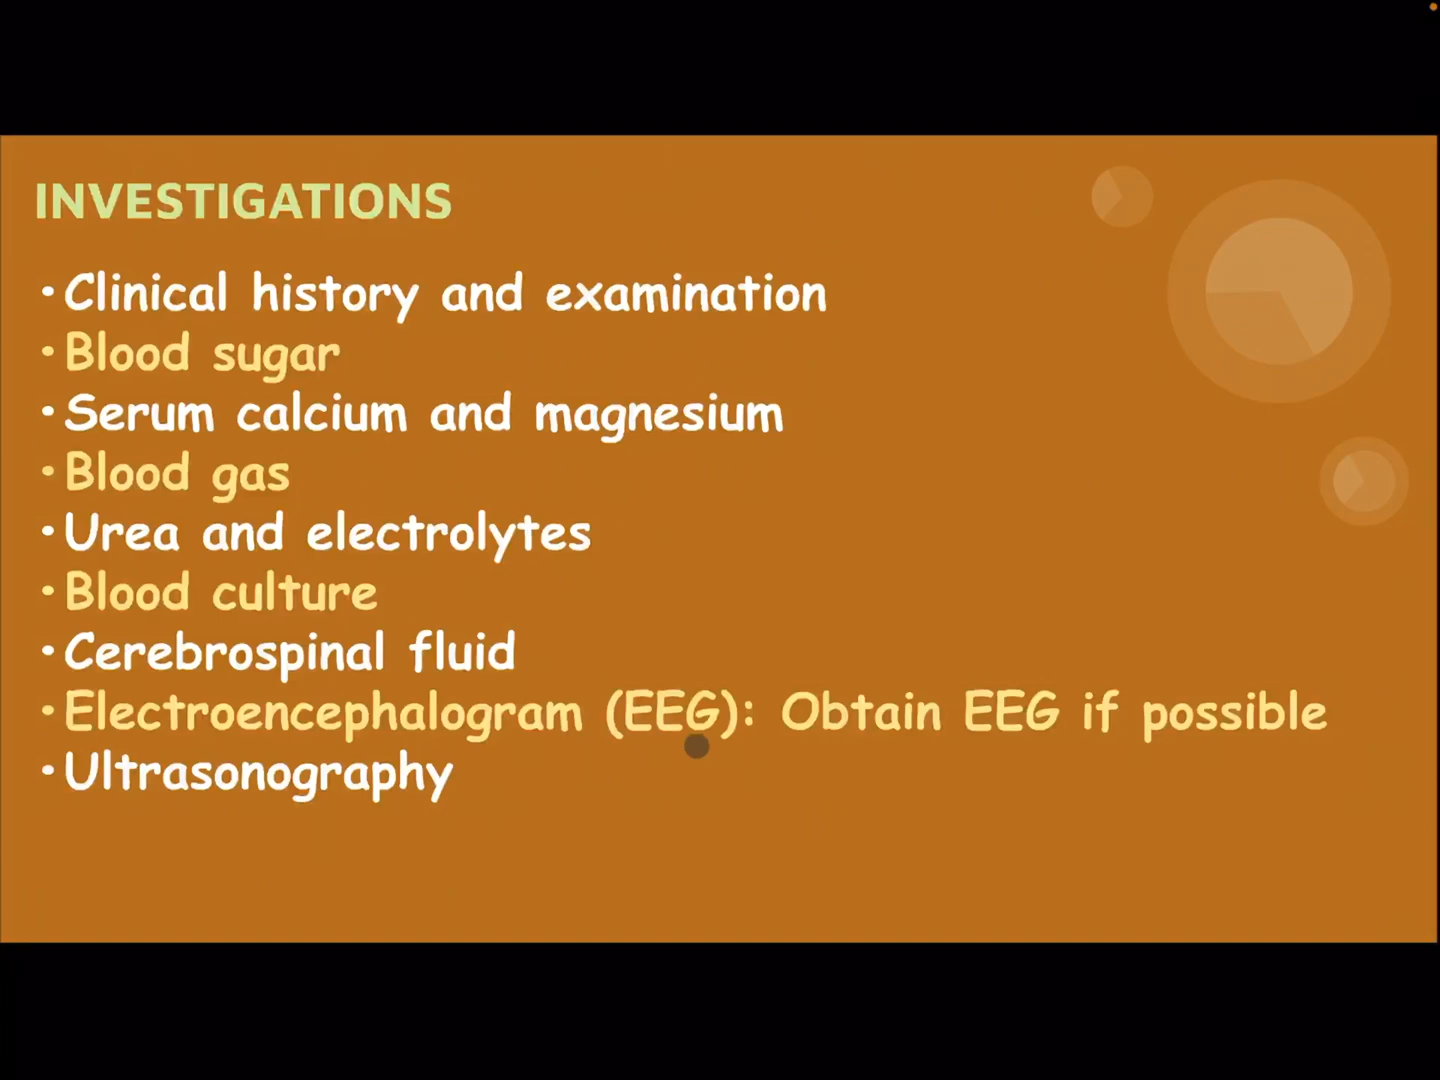 INVESTIGATIONS
• Clinical history and examination
• Blood sugar
• Serum calcium and magnesium
• Blood gas
• Urea and electrolytes
• Blood culture
• Cerebrospinal fluid
• Electroencephalogram (EEG): Obtain EEG if possible
• Ultrasonography